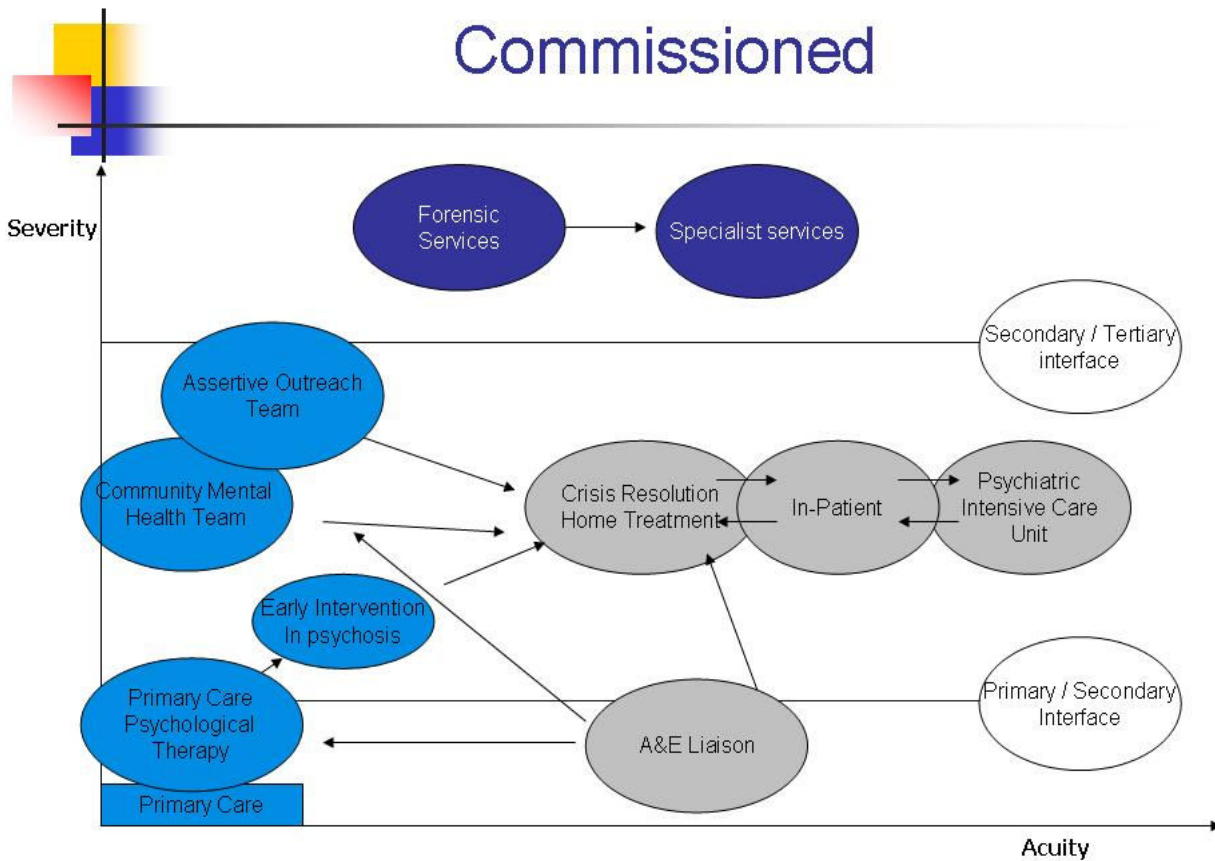 Commissioned
Severity
Forensic
Services
Specialist services
Secondary / Tertiary
interface
Assertive Outreach
Team
Community Mental
Health Team
Crisis Resolution
Home Treatment
In-Patient
Psychiatric
Intensive Care
Unit
Early Intervention
In psychosis
Primary Care
Psychological
Therapy
A&E Liaison
Primary / Secondary
Interface
Primary Care
Acuity